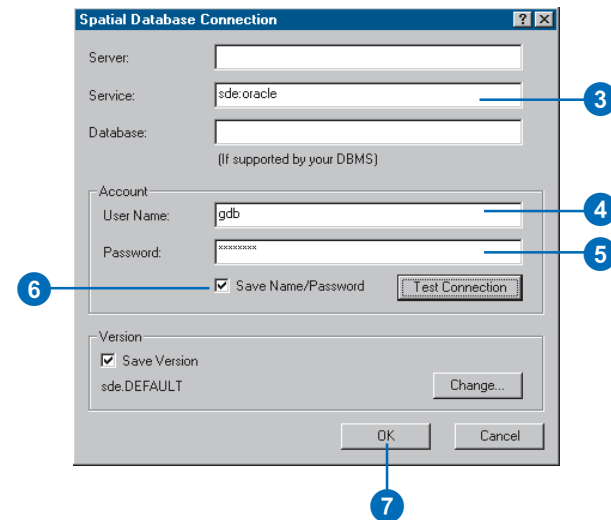 Spatial Database Connection
Server:
Service: sde:oracle 3
Database:
(If supported by your DBMS)
Account
User Name: gdb 4
Password: xxxxxxxx 5
6 Save Name/Password Test Connection
Version
Save Version
sde.DEFAULT Change...
OK Cancel
7